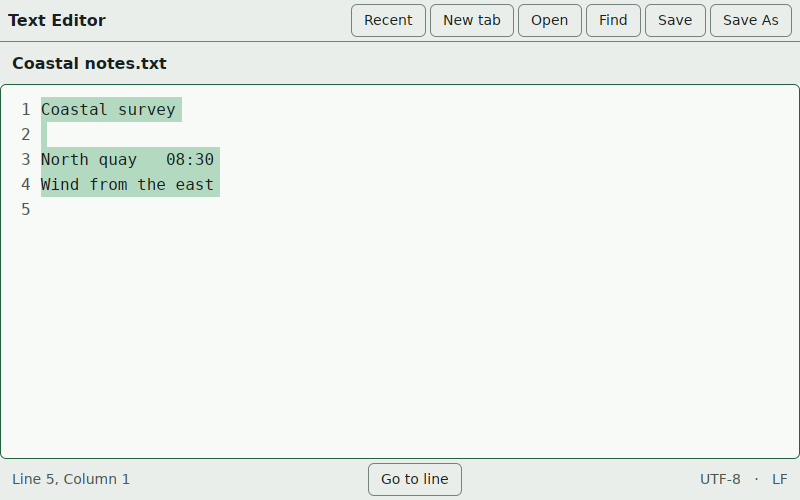 Text Editor
Recent
New tab
Open
Find
Save
Save As
Coastal notes.txt
1 Coastal survey
2
3 North quay   08:30
4 Wind from the east
5
Line 5, Column 1
Go to line
UTF-8 · LF